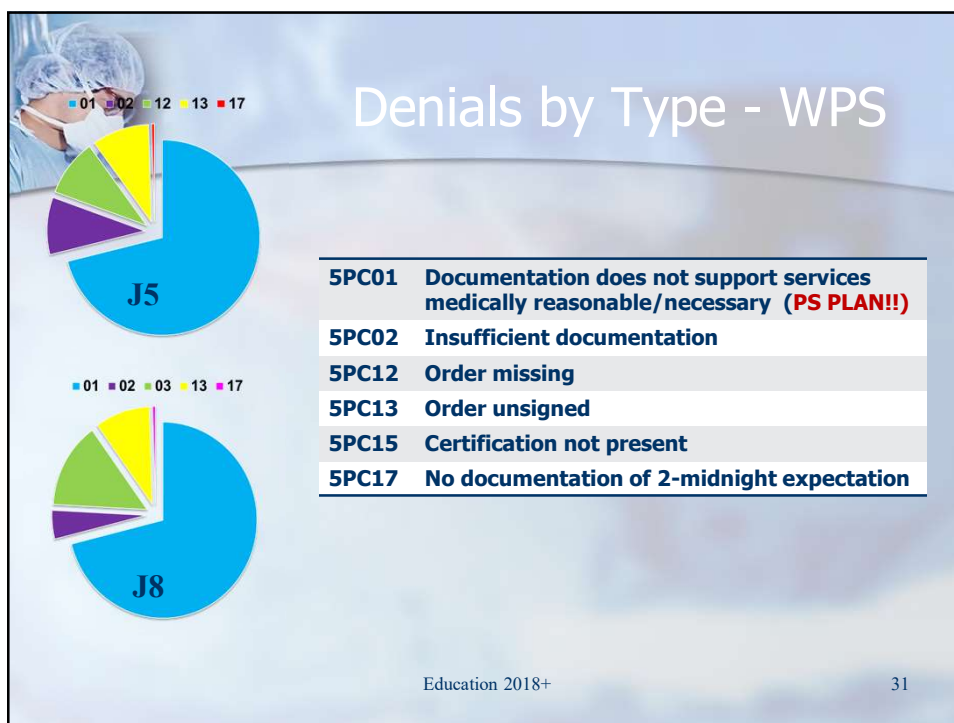 Denials by Type - WPS
01 02 12 13 17
J5
01 02 03 13 17
J8
5PC01 Documentation does not support services
medically reasonable/necessary (PS PLAN!!)
5PC02 Insufficient documentation
5PC12 Order missing
5PC13 Order unsigned
5PC15 Certification not present
5PC17 No documentation of 2-midnight expectation
Education 2018+
31